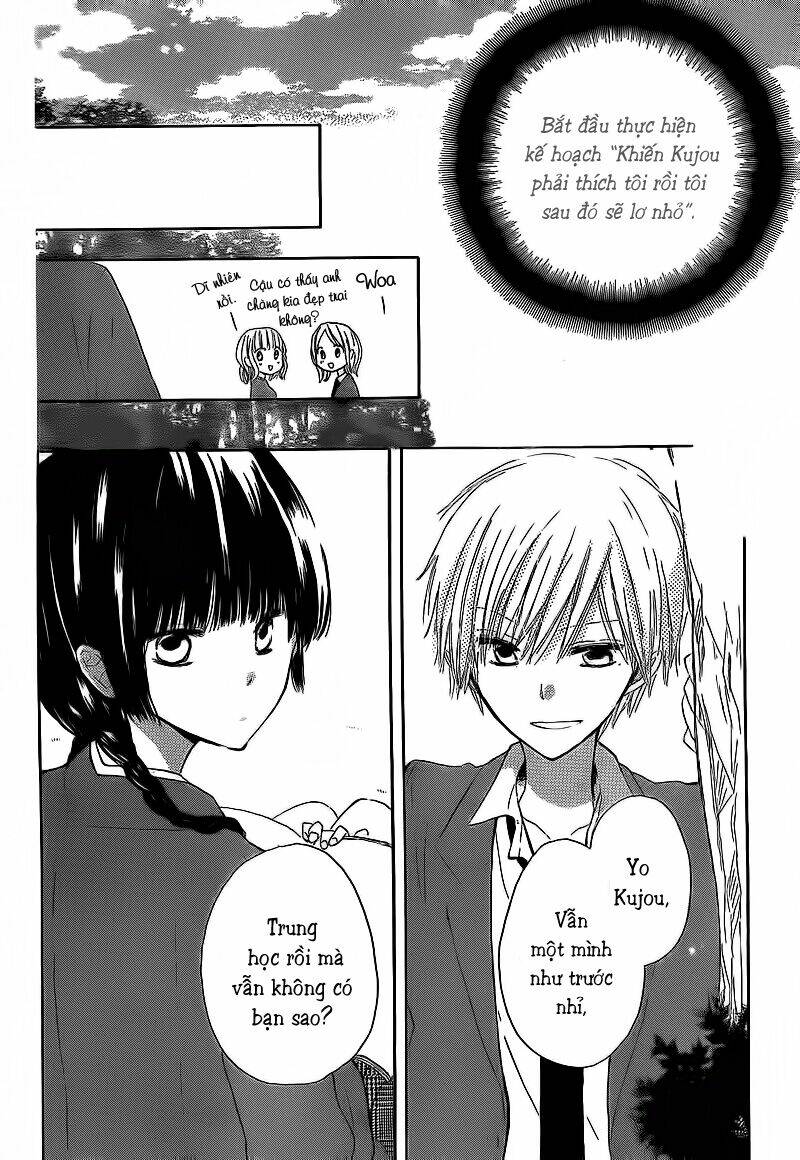 Bắt đầu thực hiện
kế hoạch “Khiến Kujou
phải thích tôi rồi tôi
sau đó sẽ lơ nhỏ”.
Woa
Cậu có thấy anh
chàng kia đẹp trai
không?
Dĩ nhiên
rồi.
Yo
Kujou,
Vẫn
một mình
như trước
nhỉ,
Trung
học rồi mà
vẫn không có
bạn sao?